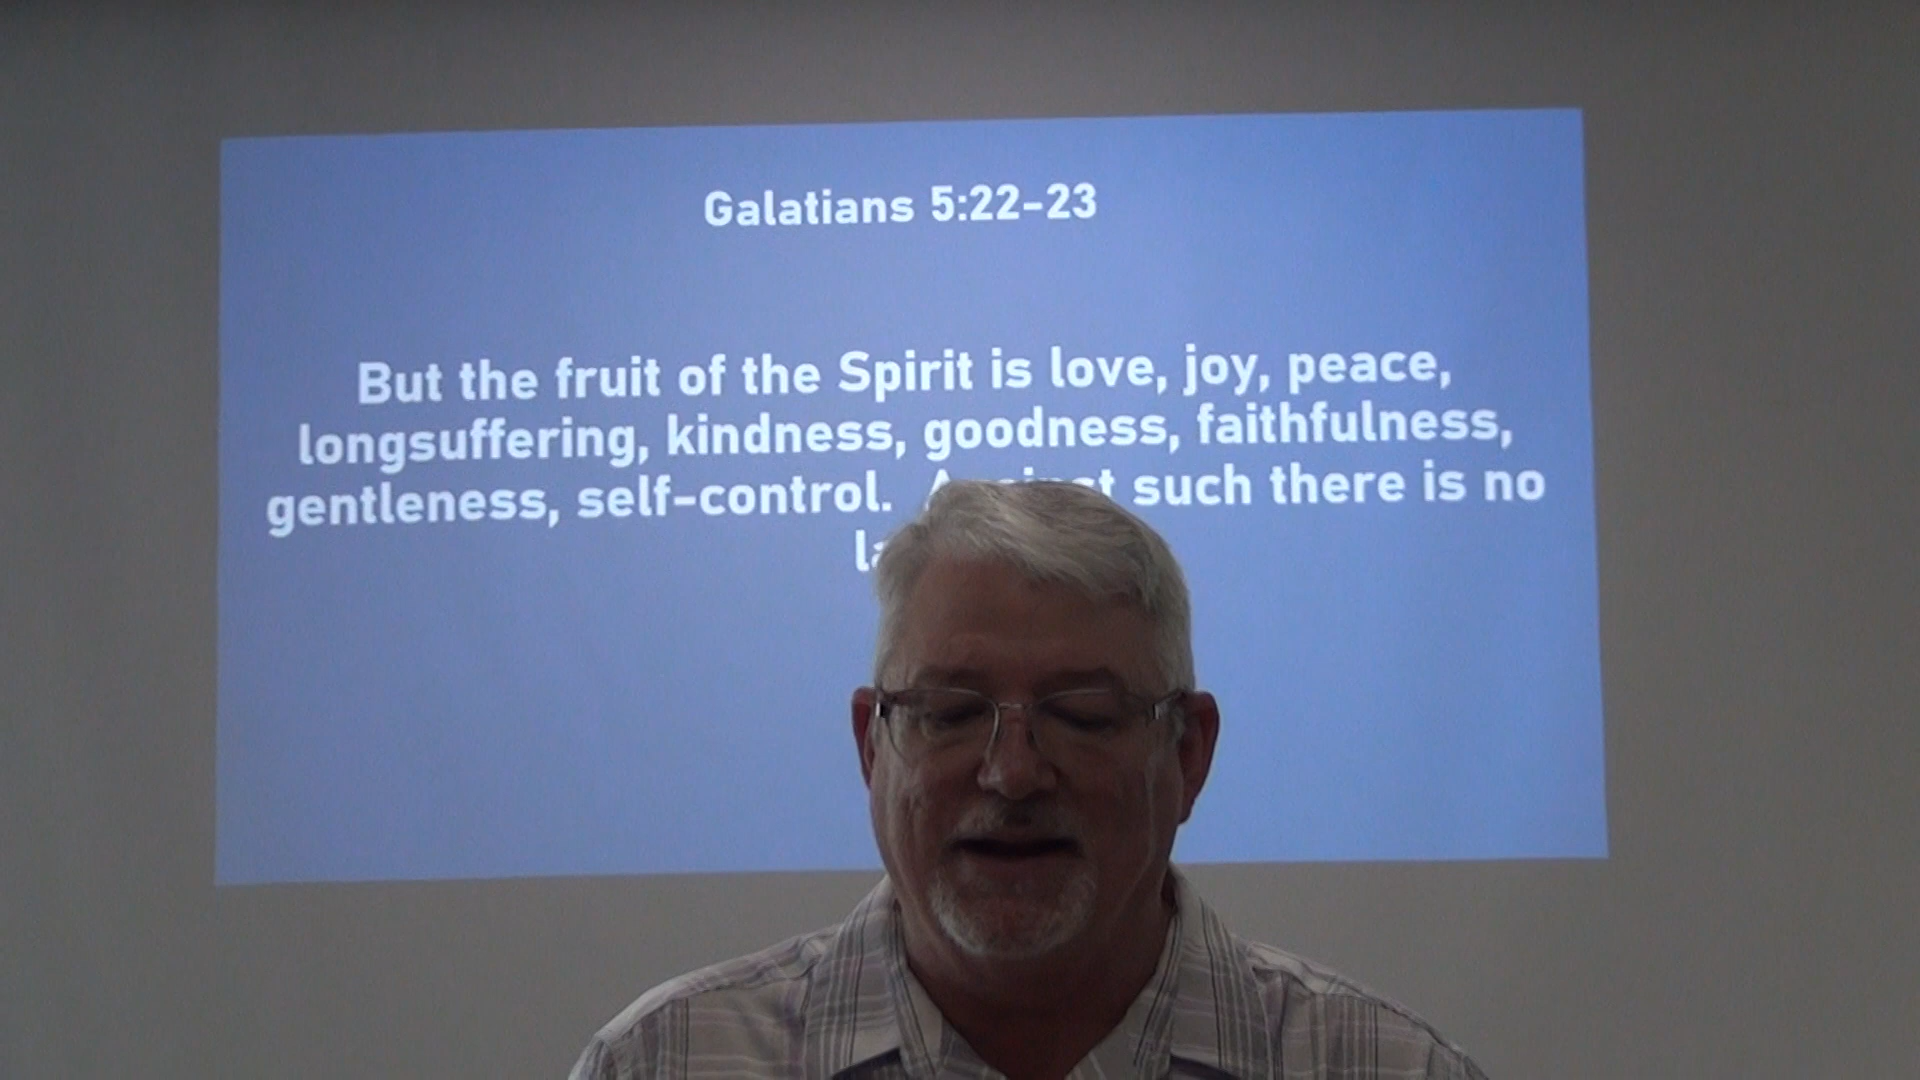 Galatians 5:22-23
But the fruit of the Spirit is love, joy, peace,
longsuffering, kindness, goodness, faithfulness,
gentleness, self-control. Against such there is no